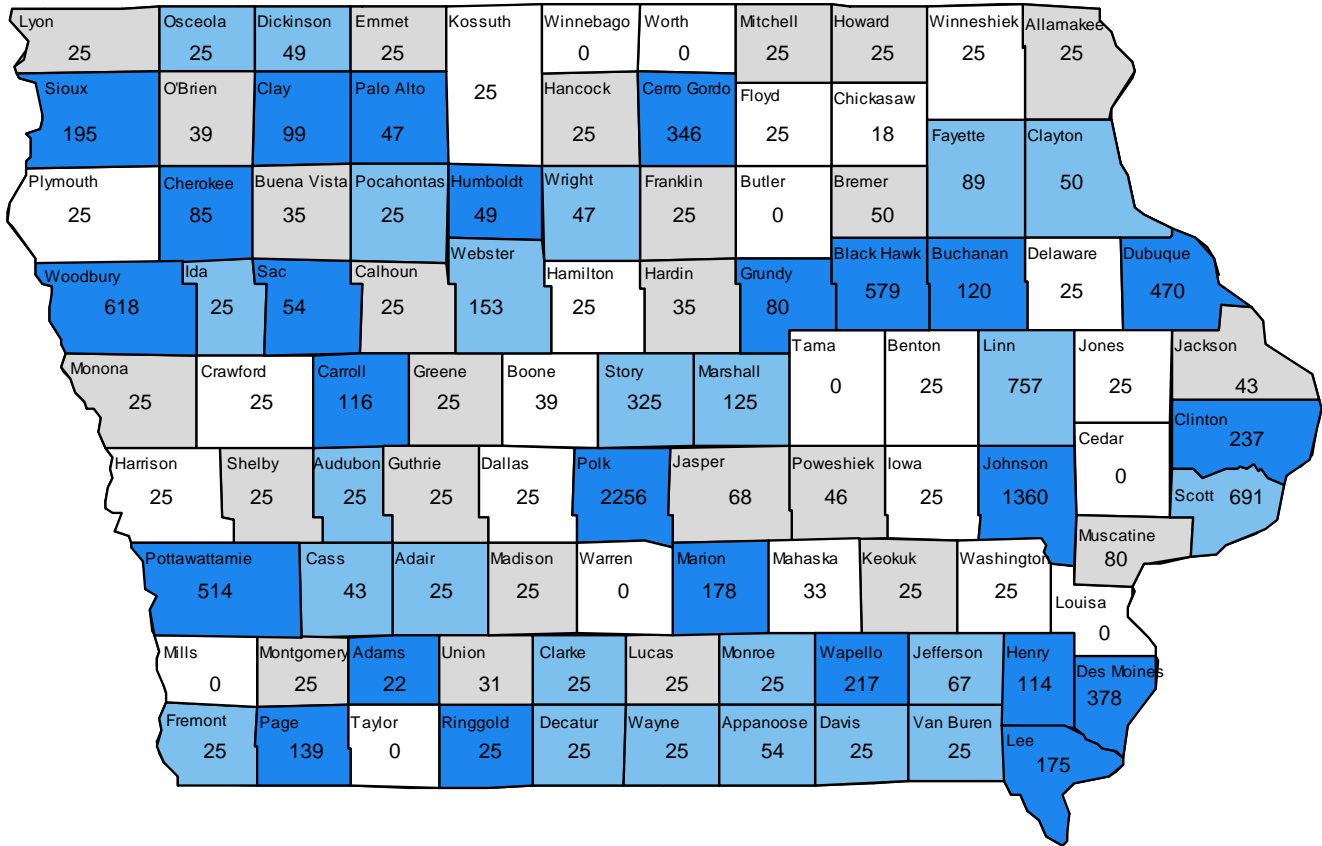 Lyon
25
Osceola
25
Dickinson
49
Emmet
25
Kossuth
25
Winnebago
0
Worth
0
Mitchell
25
Howard
25
Winneshiek
25
Allamakee
25
Sioux
195
O'Brien
39
Clay
99
Palo Alto
47
Hancock
25
Cerro Gordo
346
Floyd
25
Chickasaw
18
Fayette
89
Clayton
50
Plymouth
25
Cherokee
85
Buena Vista
35
Pocahontas
25
Humboldt
49
Wright
47
Franklin
25
Butler
0
Bremer
50
Woodbury
618
Ida
25
Sac
54
Calhoun
25
Webster
153
Hamilton
25
Hardin
35
Grundy
80
Black Hawk
579
Buchanan
120
Delaware
25
Dubuque
470
Monona
25
Crawford
25
Carroll
116
Greene
25
Boone
39
Story
325
Marshall
125
Tama
0
Benton
25
Linn
757
Jones
25
Jackson
43
Clinton
237
Harrison
25
Shelby
25
Audubon
25
Guthrie
25
Dallas
25
Polk
2256
Jasper
68
Poweshiek
46
Iowa
25
Johnson
1360
Cedar
0
Scott
691
Muscatine
80
Pottawattamie
514
Cass
43
Adair
25
Madison
25
Warren
0
Marion
178
Mahaska
33
Keokuk
25
Washington
25
Louisa
0
Mills
0
Montgomery
25
Adams
22
Union
31
Clarke
25
Lucas
25
Monroe
25
Wapello
217
Jefferson
67
Henry
114
Des Moines
378
Fremont
25
Page
139
Taylor
0
Ringgold
25
Decatur
25
Wayne
25
Appanoose
54
Davis
25
Van Buren
25
Lee
175